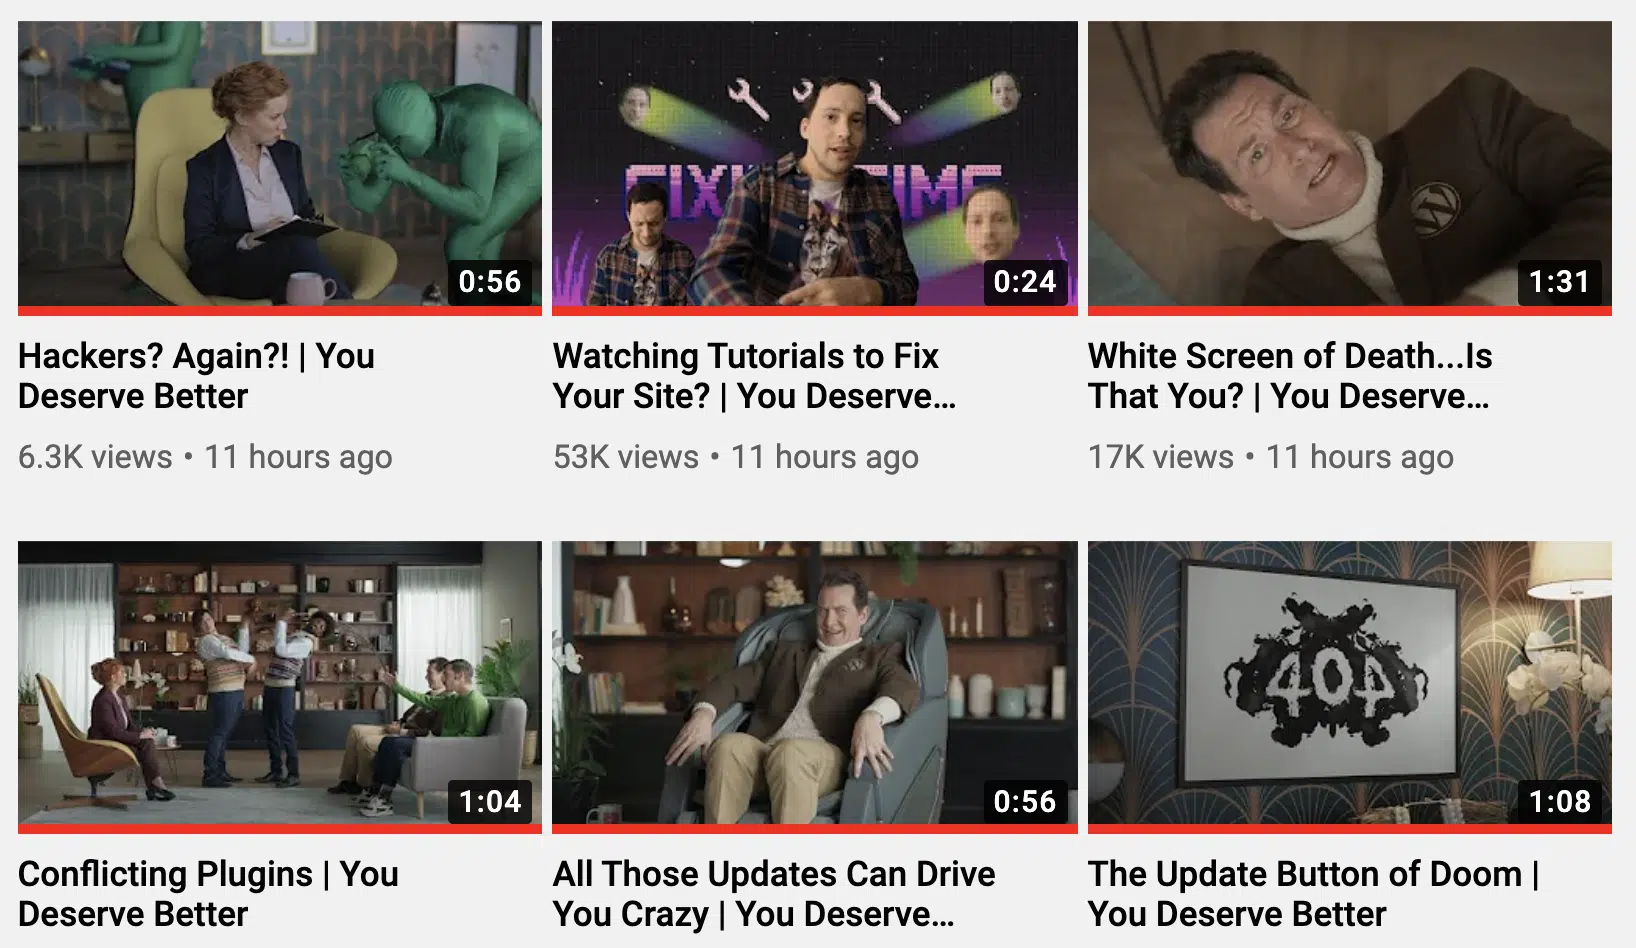 FIXI TIME
W
0:56
0:24
1:31
Hackers? Again?! | You
Deserve Better
Watching Tutorials to Fix
Your Site? | You Deserve...
White Screen of Death...Is
That You? | You Deserve...
6.3K views • 11 hours ago
53K views • 11 hours ago
17K views • 11 hours ago
404
1:04
0:56
1:08
Conflicting Plugins | You
Deserve Better
All Those Updates Can Drive
You Crazy | You Deserve...
The Update Button of Doom |
You Deserve Better